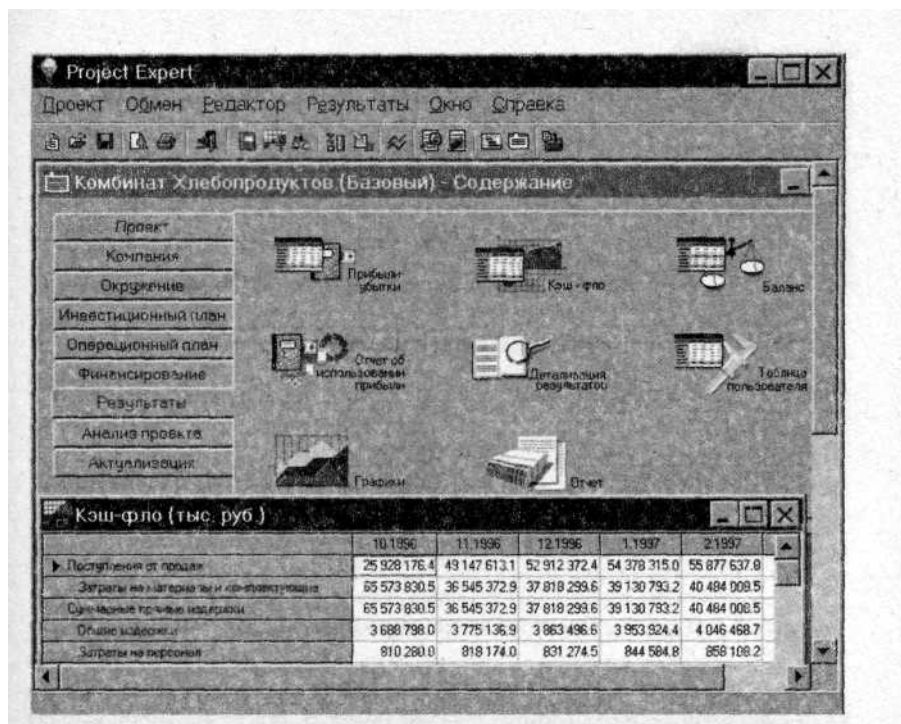 Project Expert
Проект Обмен Редактор Результаты Окно Справка
Комбинат Хлебопродуктов (Базовый) - Содержание
Проект
Компания
Окружение
Инвестиционный план
Операционный план
Финансирование
Результаты
Анализ проекта
Актуализация
Прибыли-
убытки
Кэш - фло
Баланс
Отчет об
использовании
прибыли
Детализация
результатов
Таблица
пользователя
Графики
Отчет
Кэш-фло (тыс. руб.)
10.1996 11.1996 12.1996 1.1997 2.1997
Поступления от продаж 25 928 176.4 49 147 613.1 52 912 372.4 54 378 315.0 55 877 637.8
Затраты на материалы и комплектующие 65 573 830.5 36 545 372.9 37 818 299.6 39 130 793.2 40 484 008.5
Суммарные прямые издержки 65 573 830.5 36 545 372.9 37 818 299.6 39 130 793.2 40 484 008.5
Общие издержки 3 688 798.0 3 775 136.9 3 863 496.6 3 953 924.4 4 046 468.7
Затраты на персонал 810 280.0 818 174.0 831 274.5 844 584.8 858 108.2